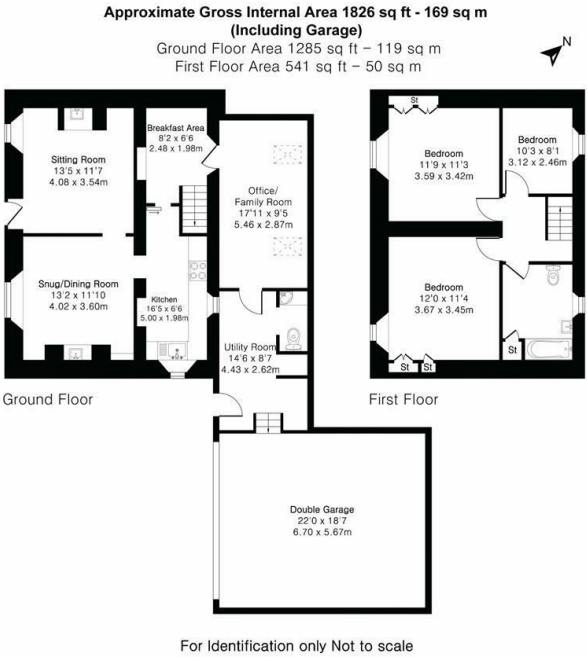 Approximate Gross Internal Area 1826 sq ft - 169 sq m
(Including Garage)
Ground Floor Area 1285 sq ft – 119 sq m
First Floor Area 541 sq ft – 50 sq m
N
Sitting Room
13'5 x 11'7
4.08 x 3.54m
Breakfast Area
8'2 x 6'6
2.48 x 1.98m
Office/
Family Room
17'11 x 9'5
5.46 x 2.87m
Snug/Dining Room
13'2 x 11'10
4.02 x 3.60m
Kitchen
16'5 x 6'6
5.00 x 1.98m
Utility Room
14'6 x 8'7
4.43 x 2.62m
Ground Floor
Double Garage
22'0 x 18'7
6.70 x 5.67m
St
Bedroom
11'9 x 11'3
3.59 x 3.42m
Bedroom
10'3 x 8'1
3.12 x 2.46m
Bedroom
12'0 x 11'4
3.67 x 3.45m
St
St
St
First Floor
For Identification only Not to scale